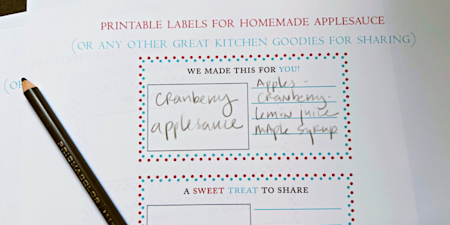 PRINTABLE LABELS FOR HOMEMADE APPLESAUCE
(OR ANY OTHER GREAT KITCHEN GOODIES FOR SHARING)
(OR
WE MADE THIS FOR YOU!
cranberry
applesauce
Apples -
cranberry -
lemon juice
maple syrup
A SWEET TREAT TO SHARE